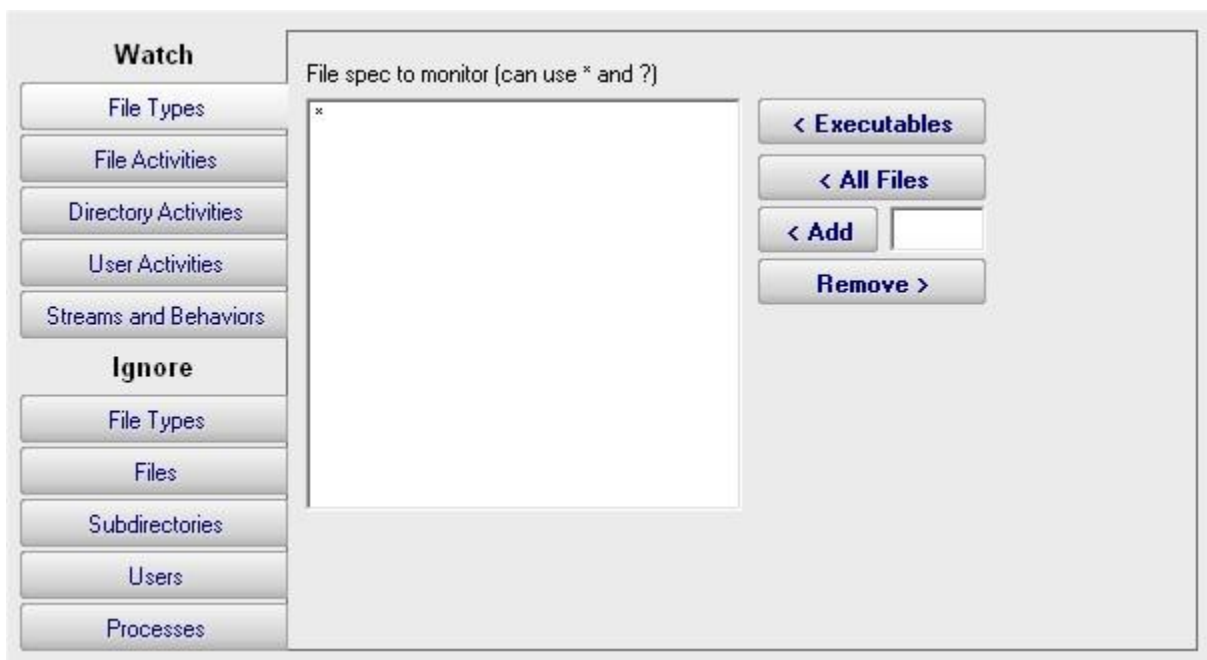 Watch
File Types
File Activities
Directory Activities
User Activities
Streams and Behaviors
Ignore
File Types
Files
Subdirectories
Users
Processes
File spec to monitor (can use * and ?)
*
< Executables
< All Files
< Add
Remove >